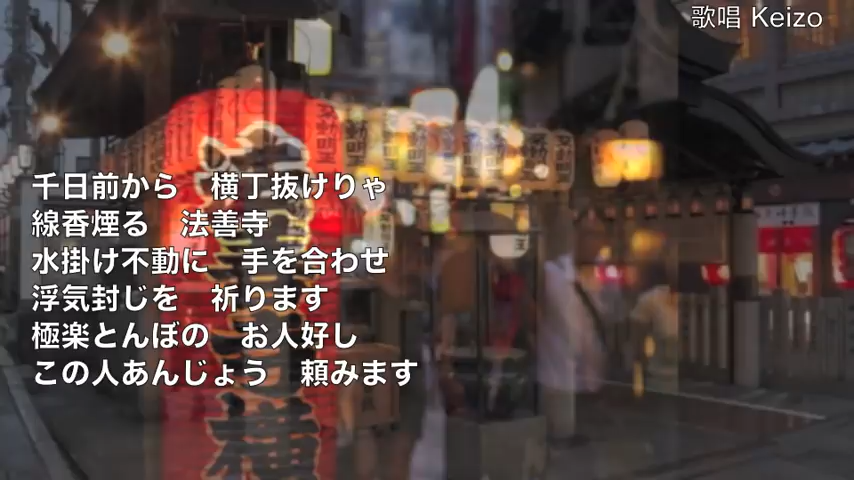 歌唱 Keizo
千日前から　横丁抜けりゃ
線香煙る　法善寺
水掛け不動に　手を合わせ
浮気封じを　祈ります
極楽とんぼの　お人好し
この人あんじょう　頼みます